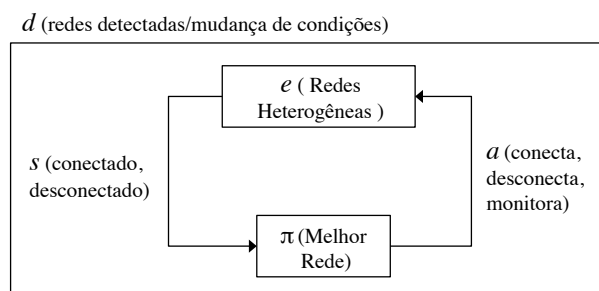 d (redes detectadas/mudança de condições)
e ( Redes
Heterogêneas )
s (conectado,
desconectado)
a (conecta,
desconecta,
monitora)
π (Melhor
Rede)